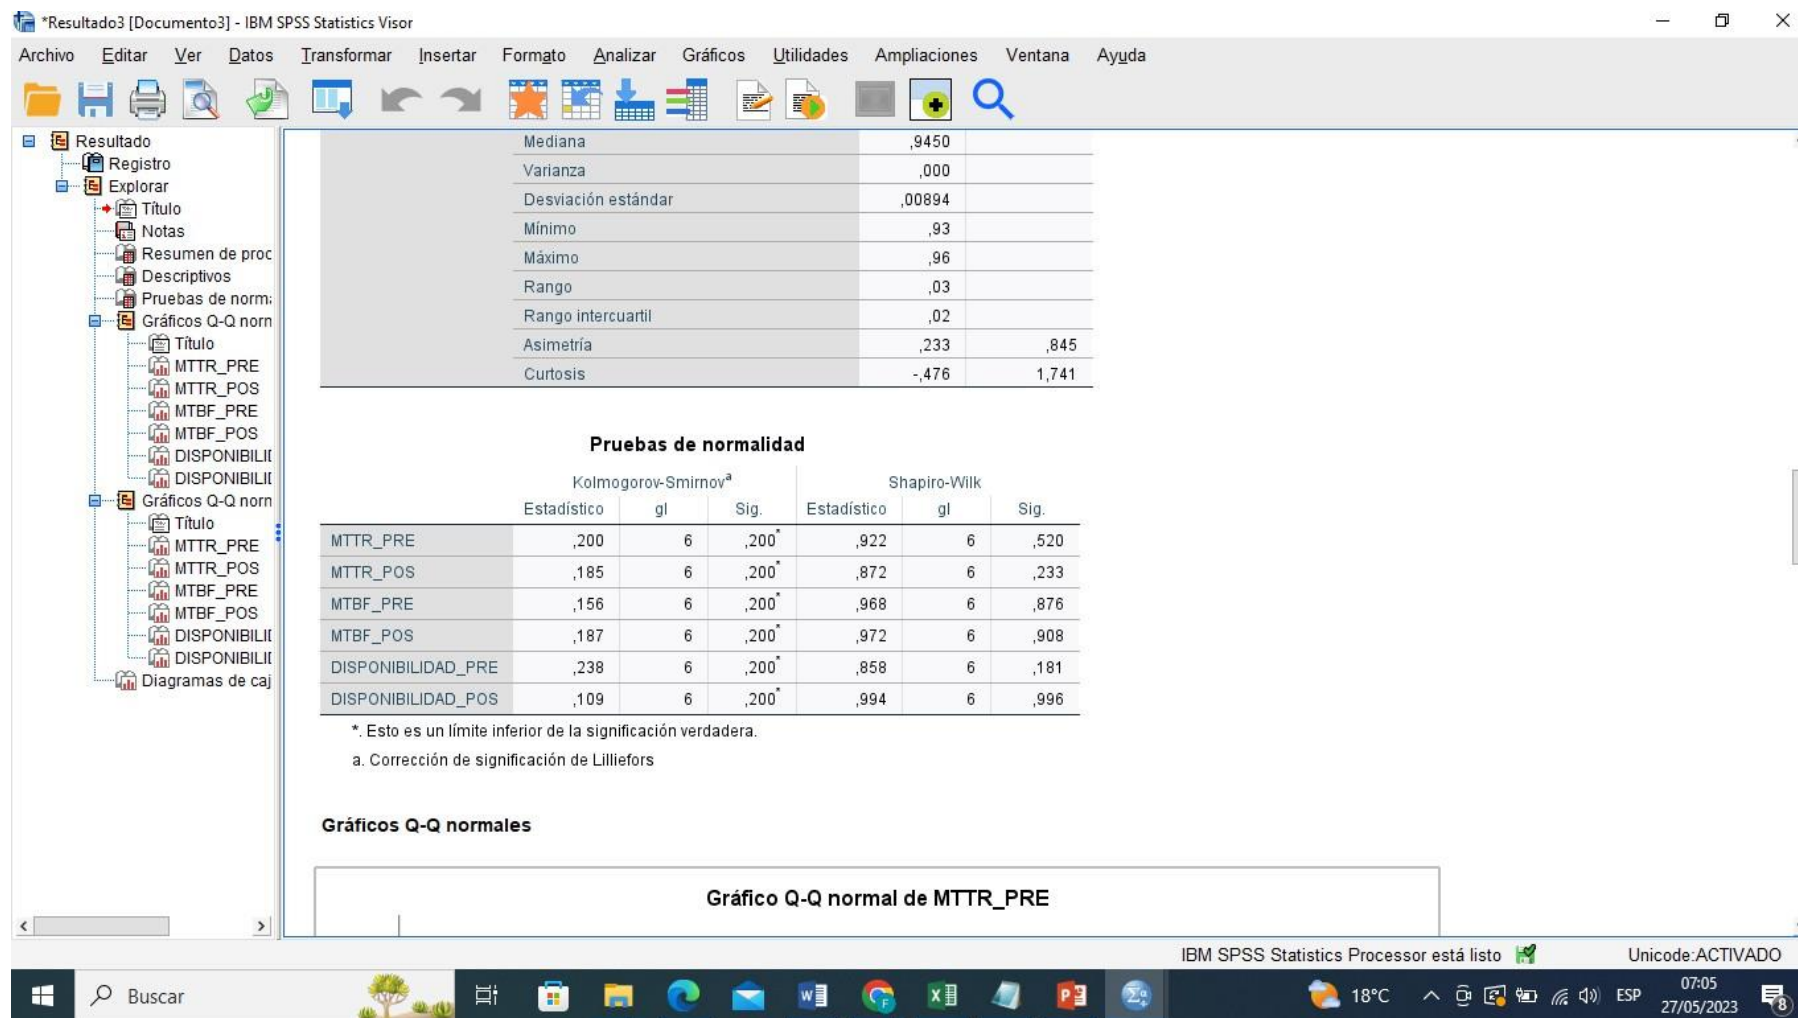 *Resultado3 [Documento3] - IBM SPSS Statistics Visor
Archivo Editar Ver Datos Transformar Insertar Formato Analizar Gráficos Utilidades Ampliaciones Ventana Ayuda
Resultado
Registro
Explorar
Título
Notas
Resumen de proc
Descriptivos
Pruebas de norm
Gráficos Q-Q norn
Título
MTTR_PRE
MTTR_POS
MTBF_PRE
MTBF_POS
DISPONIBILI
DISPONIBILI
Gráficos Q-Q norn
Título
MTTR_PRE
MTTR_POS
MTBF_PRE
MTBF_POS
DISPONIBILI
DISPONIBILI
Diagramas de caj
Mediana ,9450
Varianza ,000
Desviación estándar ,00894
Mínimo ,93
Máximo ,96
Rango ,03
Rango intercuartil ,02
Asimetría ,233 ,845
Curtosis -,476 1,741
Pruebas de normalidad
Kolmogorov-Smirnov^a Shapiro-Wilk
Estadístico gl Sig. Estadístico gl Sig.
MTTR_PRE ,200 6 ,200* ,922 6 ,520
MTTR_POS ,185 6 ,200* ,872 6 ,233
MTBF_PRE ,156 6 ,200* ,968 6 ,876
MTBF_POS ,187 6 ,200* ,972 6 ,908
DISPONIBILIDAD_PRE ,238 6 ,200* ,858 6 ,181
DISPONIBILIDAD_POS ,109 6 ,200* ,994 6 ,996
*. Esto es un límite inferior de la significación verdadera.
a. Corrección de significación de Lilliefors
Gráficos Q-Q normales
Gráfico Q-Q normal de MTTR_PRE
IBM SPSS Statistics Processor está listo Unicode:ACTIVADO
Buscar
18°C ESP 07:05
27/05/2023
8